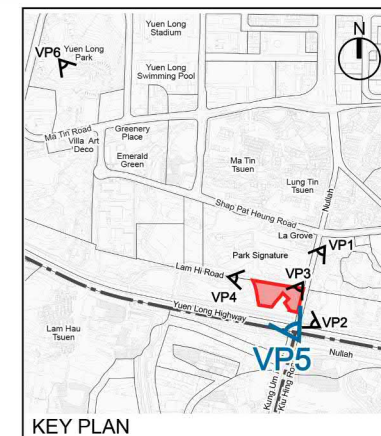 N
Yuen Long
Stadium
VP6
Yuen Long
Park
Yuen Long
Swimming Pool
Ma Tin Road
Villa Art
Deco
Greenery
Place
Emerald
Green
Ma Tin
Tsuen
Lung Tin
Tsuen
Nullah
Shap Pat Heung Road
La Grove
VP1
Park Signature
Lam Hi Road
VP4
VP3
Yuen Long Highway
VP2
Lam Hau
Tsuen
VP5
Nullah
Kung Um
Kiu Hing Ro
KEY PLAN